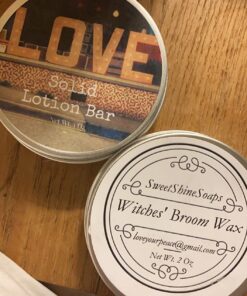 LOVE
Solid
Lotion Bar
SweetShineSoaps
Witches' Broom Wax
loveyourpeace@gmail.com
Net Wt. 2 Oz